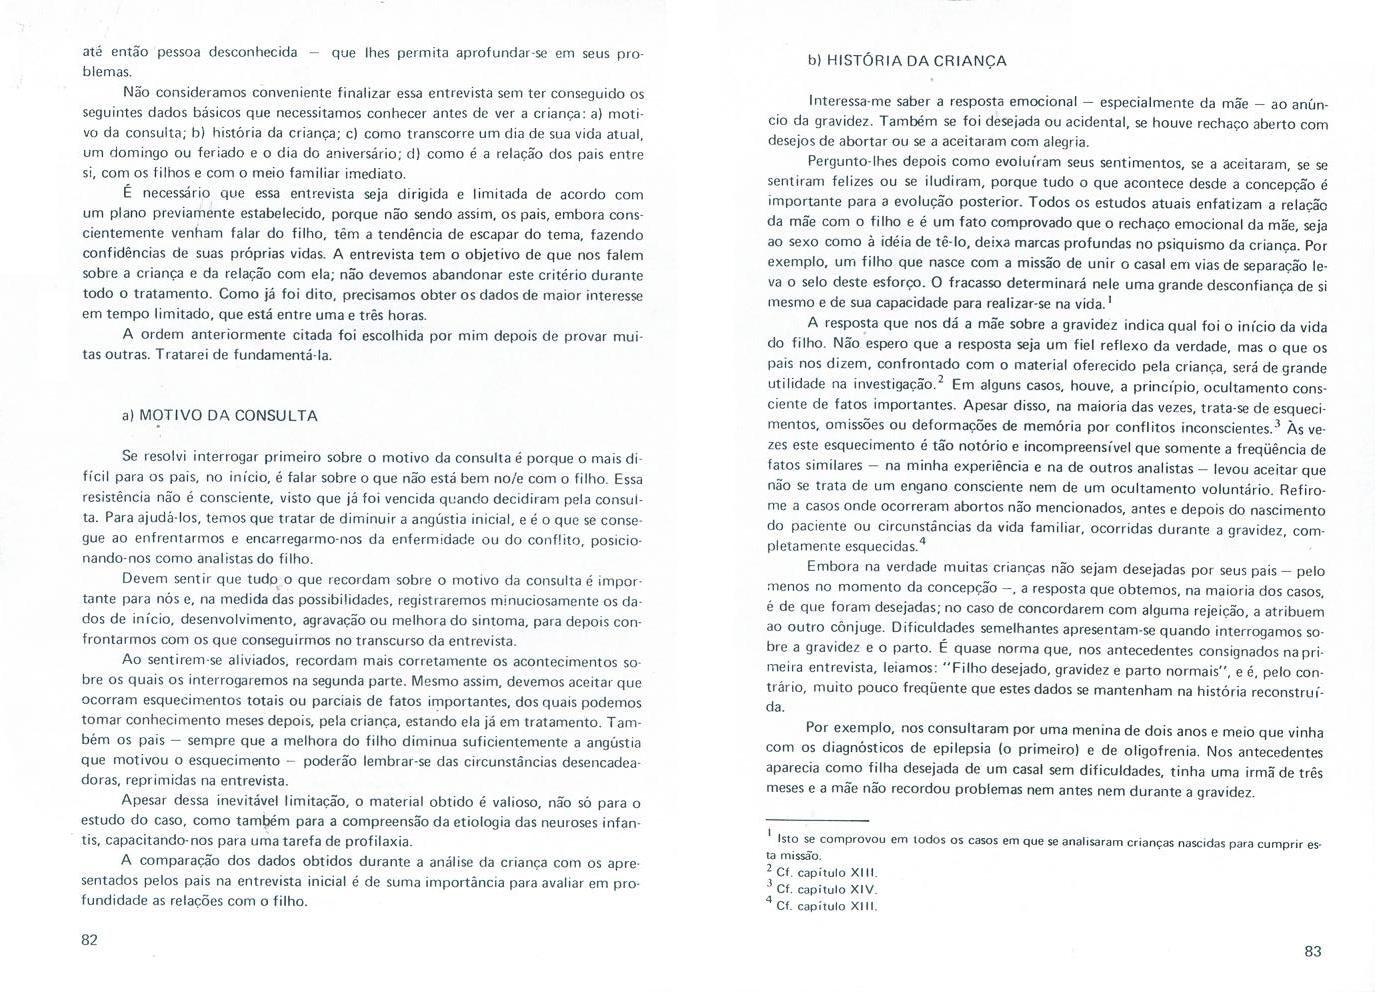 até então pessoa desconhecida — que lhes permita aprofundar-se em seus pro-
blemas.
Não consideramos conveniente finalizar essa entrevista sem ter conseguido os
seguintes dados básicos que necessitamos conhecer antes de ver a criança: a) moti-
vo da consulta; b) história da criança; c) como transcorre um dia de sua vida atual,
um domingo ou feriado e o dia do aniversário; d) como é a relação dos pais entre
si, com os filhos e com o meio familiar imediato.
É necessário que essa entrevista seja dirigida e limitada de acordo com
um plano previamente estabelecido, porque não sendo assim, os pais, embora cons-
cientemente venham falar do filho, têm a tendência de escapar do tema, fazendo
confidências de suas próprias vidas. A entrevista tem o objetivo de que nos falem
sobre a criança e da relação com ela; não devemos abandonar este critério durante
todo o tratamento. Como já foi dito, precisamos obter os dados de maior interesse
em tempo limitado, que está entre uma e três horas.
A ordem anteriormente citada foi escolhida por mim depois de provar mui-
tas outras. Tratarei de fundamentá-la.
a) MOTIVO DA CONSULTA
Se resolvi interrogar primeiro sobre o motivo da consulta é porque o mais di-
fícil para os pais, no início, é falar sobre o que não está bem no/e com o filho. Essa
resistência não é consciente, visto que já foi vencida quando decidiram pela consul-
ta. Para ajudá-los, temos que tratar de diminuir a angústia inicial, e é o que se conse-
gue ao enfrentarmos e encarregarmo-nos da enfermidade ou do conflito, posicio-
nando-nos como analistas do filho.
Devem sentir que tudo o que recordam sobre o motivo da consulta é impor-
tante para nós e, na medida das possibilidades, registraremos minuciosamente os da-
dos de início, desenvolvimento, agravação ou melhora do sintoma, para depois con-
frontarmos com os que conseguirmos no transcurso da entrevista.
Ao sentirem-se aliviados, recordam mais corretamente os acontecimentos so-
bre os quais os interrogaremos na segunda parte. Mesmo assim, devemos aceitar que
ocorram esquecimentos totais ou parciais de fatos importantes, dos quais podemos
tomar conhecimento meses depois, pela criança, estando ela já em tratamento. Tam-
bém os pais — sempre que a melhora do filho diminua suficientemente a angústia
que motivou o esquecimento — poderão lembrar-se das circunstâncias desencadea-
doras, reprimidas na entrevista.
Apesar dessa inevitável limitação, o material obtido é valioso, não só para o
estudo do caso, como também para a compreensão da etiologia das neuroses infan-
tis, capacitando-nos para uma tarefa de profilaxia.
A comparação dos dados obtidos durante a análise da criança com os apre-
sentados pelos pais na entrevista inicial é de suma importância para avaliar em pro-
fundidade as relações com o filho.
82
b) HISTÓRIA DA CRIANÇA
Interessa-me saber a resposta emocional — especialmente da mãe — ao anún-
cio da gravidez. Também se foi desejada ou acidental, se houve rechaço aberto com
desejos de abortar ou se a aceitaram com alegria.
Pergunto-lhes depois como evoluíram seus sentimentos, se a aceitaram, se se
sentiram felizes ou se iludiram, porque tudo o que acontece desde a concepção é
importante para a evolução posterior. Todos os estudos atuais enfatizam a relação
da mãe com o filho e é um fato comprovado que o rechaço emocional da mãe, seja
ao sexo como à idéia de tê-lo, deixa marcas profundas no psiquismo da criança. Por
exemplo, um filho que nasce com a missão de unir o casal em vias de separação le-
va o selo deste esforço. O fracasso determinará nele uma grande desconfiança de si
mesmo e de sua capacidade para realizar-se na vida.1
A resposta que nos dá a mãe sobre a gravidez indica qual foi o início da vida
do filho. Não espero que a resposta seja um fiel reflexo da verdade, mas o que os
pais nos dizem, confrontado com o material oferecido pela criança, será de grande
utilidade na investigação.2 Em alguns casos, houve, a princípio, ocultamento cons-
ciente de fatos importantes. Apesar disso, na maioria das vezes, trata-se de esqueci-
mentos, omissões ou deformações de memória por conflitos inconscientes.3 Às ve-
zes este esquecimento é tão notório e incompreensível que somente a freqüência de
fatos similares — na minha experiência e na de outros analistas — levou aceitar que
não se trata de um engano consciente nem de um ocultamento voluntário. Refiro-
me a casos onde ocorreram abortos não mencionados, antes e depois do nascimento
do paciente ou circunstâncias da vida familiar, ocorridas durante a gravidez, com-
pletamente esquecidas.4
Embora na verdade muitas crianças não sejam desejadas por seus pais — pelo
menos no momento da concepção —, a resposta que obtemos, na maioria dos casos,
é de que foram desejadas; no caso de concordarem com alguma rejeição, a atribuem
ao outro cônjuge. Dificuldades semelhantes apresentam-se quando interrogamos so-
bre a gravidez e o parto. É quase norma que, nos antecedentes consignados na pri-
meira entrevista, leiamos: "Filho desejado, gravidez e parto normais", e é, pelo con-
trário, muito pouco freqüente que estes dados se mantenham na história reconstruí-
da.
Por exemplo, nos consultaram por uma menina de dois anos e meio que vinha
com os diagnósticos de epilepsia (o primeiro) e de oligofrenia. Nos antecedentes
aparecia como filha desejada de um casal sem dificuldades, tinha uma irmã de três
meses e a mãe não recordou problemas nem antes nem durante a gravidez.
1 Isto se comprovou em todos os casos em que se analisaram crianças nascidas para cumprir es-
ta missão.
2 Cf. capítulo XIII.
3 Cf. capítulo XIV.
4 Cf. capítulo XIII.
83